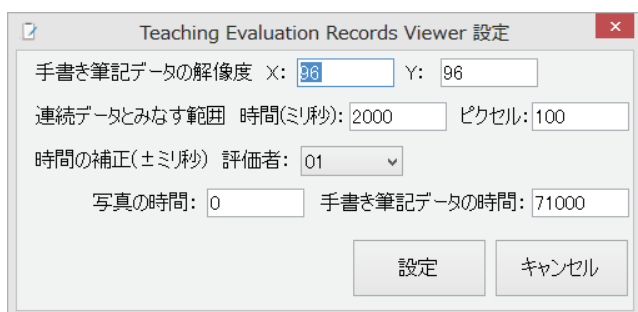 Teaching Evaluation Records Viewer 設定
手書き筆記データの解像度 X: 96 Y: 96
連続データとみなす範囲 時間(ミリ秒): 2000 ピクセル: 100
時間の補正(±ミリ秒) 評価者: 01
写真の時間: 0 手書き筆記データの時間: 71000
設定 キャンセル